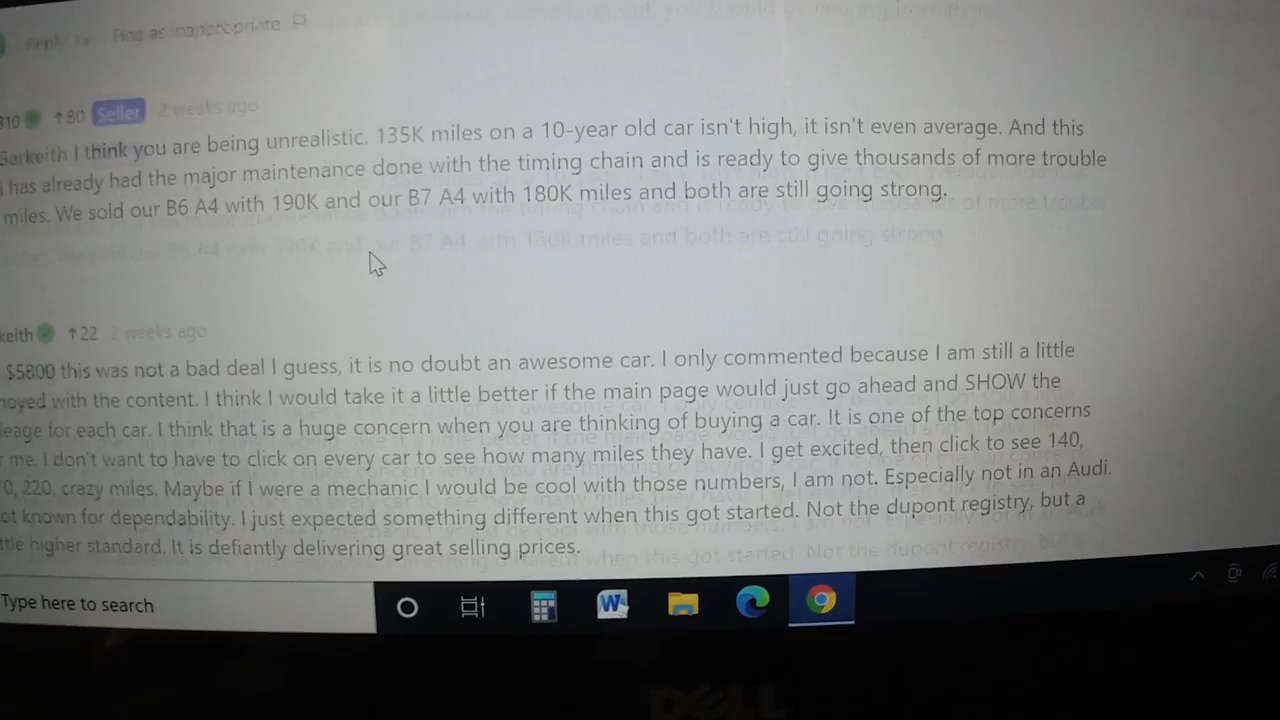 Reply Flag as inappropriate
810 ↑80 Seller 2 weeks ago
Serkeith I think you are being unrealistic. 135K miles on a 10-year old car isn't high, it isn't even average. And this
has already had the major maintenance done with the timing chain and is ready to give thousands of more trouble
miles. We sold our B6 A4 with 190K and our B7 A4 with 180K miles and both are still going strong.
keith ↑22 2 weeks ago
$5800 this was not a bad deal I guess, it is no doubt an awesome car. I only commented because I am still a little
noyed with the content. I think I would take it a little better if the main page would just go ahead and SHOW the
leage for each car. I think that is a huge concern when you are thinking of buying a car. It is one of the top concerns
r me. I don't want to have to click on every car to see how many miles they have. I get excited, then click to see 140,
0, 220, crazy miles. Maybe if I were a mechanic I would be cool with those numbers, I am not. Especially not in an Audi.
ot known for dependability. I just expected something different when this got started. Not the dupont registry, but a
ttle higher standard. It is defiantly delivering great selling prices.
Type here to search
DELL